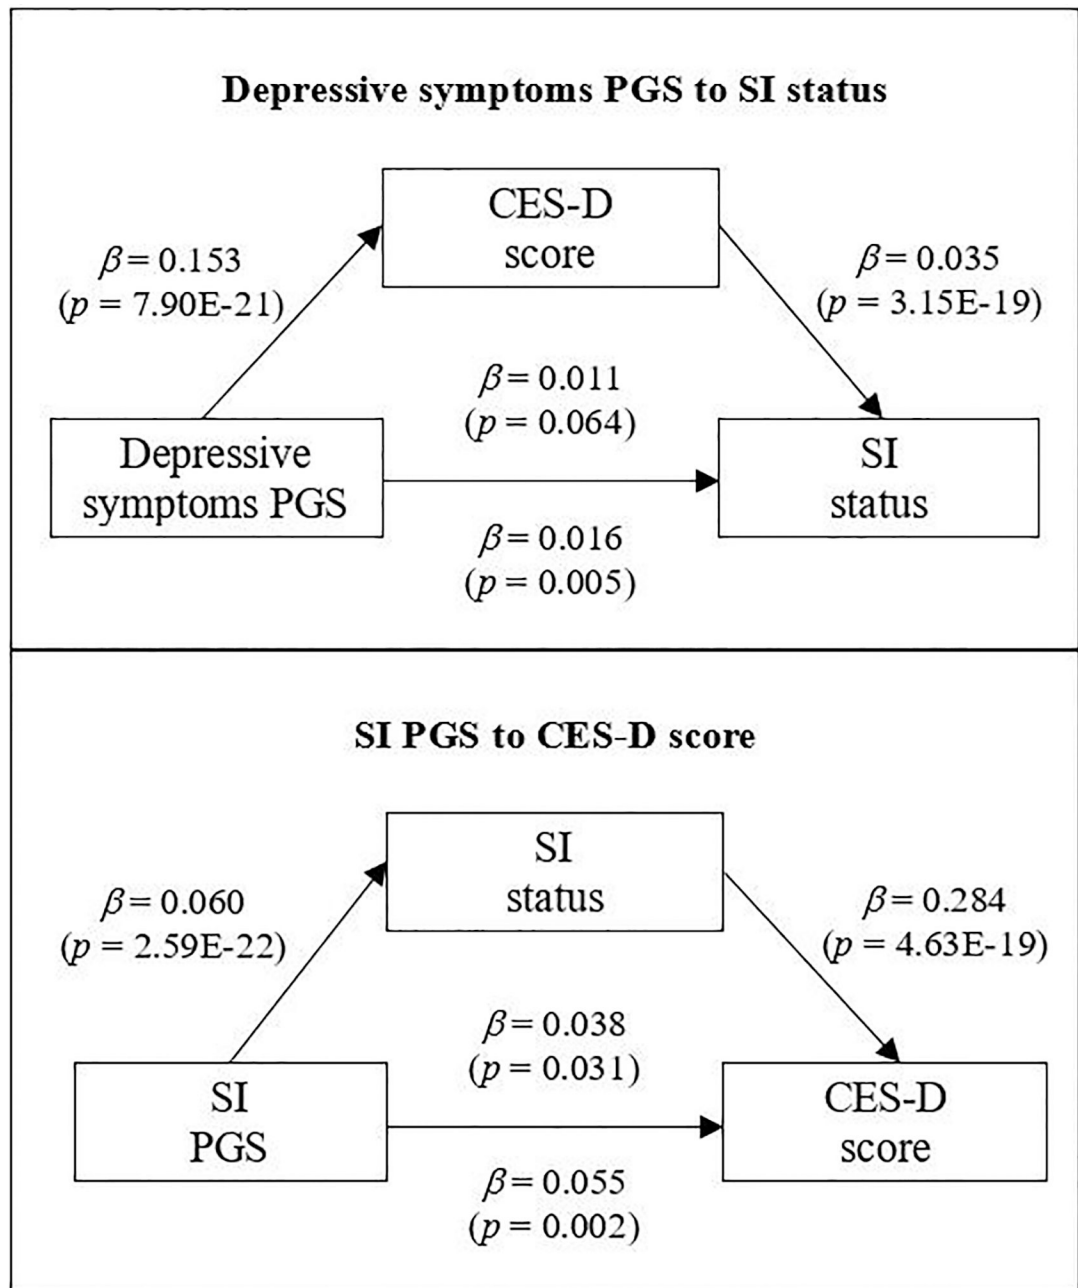 Depressive symptoms PGS to SI status
CES-D
score
β = 0.153
(p = 7.90E-21)
β = 0.035
(p = 3.15E-19)
β = 0.011
(p = 0.064)
Depressive
symptoms PGS
SI
status
β = 0.016
(p = 0.005)
SI PGS to CES-D score
SI
status
β = 0.060
(p = 2.59E-22)
β = 0.284
(p = 4.63E-19)
β = 0.038
(p = 0.031)
SI
PGS
CES-D
score
β = 0.055
(p = 0.002)